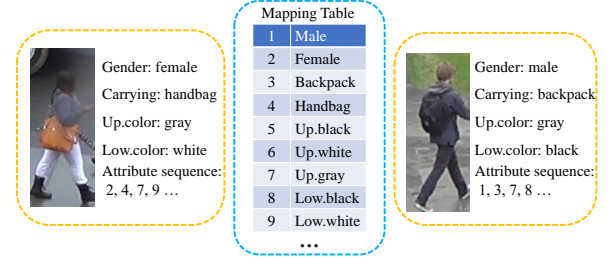 Gender: female
Carrying: handbag
Up.color: gray
Low.color: white
Attribute sequence:
2, 4, 7, 9 …
Mapping Table
1 Male
2 Female
3 Backpack
4 Handbag
5 Up.black
6 Up.white
7 Up.gray
8 Low.black
9 Low.white
…
Gender: male
Carrying: backpack
Up.color: gray
Low.color: black
Attribute sequence:
1, 3, 7, 8 …